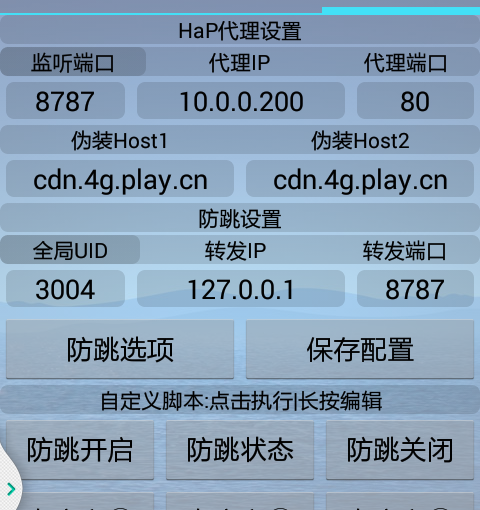 HaP代理设置
监听端口 代理IP 代理端口
8787 10.0.0.200 80
伪装Host1 伪装Host2
cdn.4g.play.cn cdn.4g.play.cn
防跳设置
全局UID 转发IP 转发端口
3004 127.0.0.1 8787
防跳选项 保存配置
自定义脚本:点击执行|长按编辑
防跳开启 防跳状态 防跳关闭